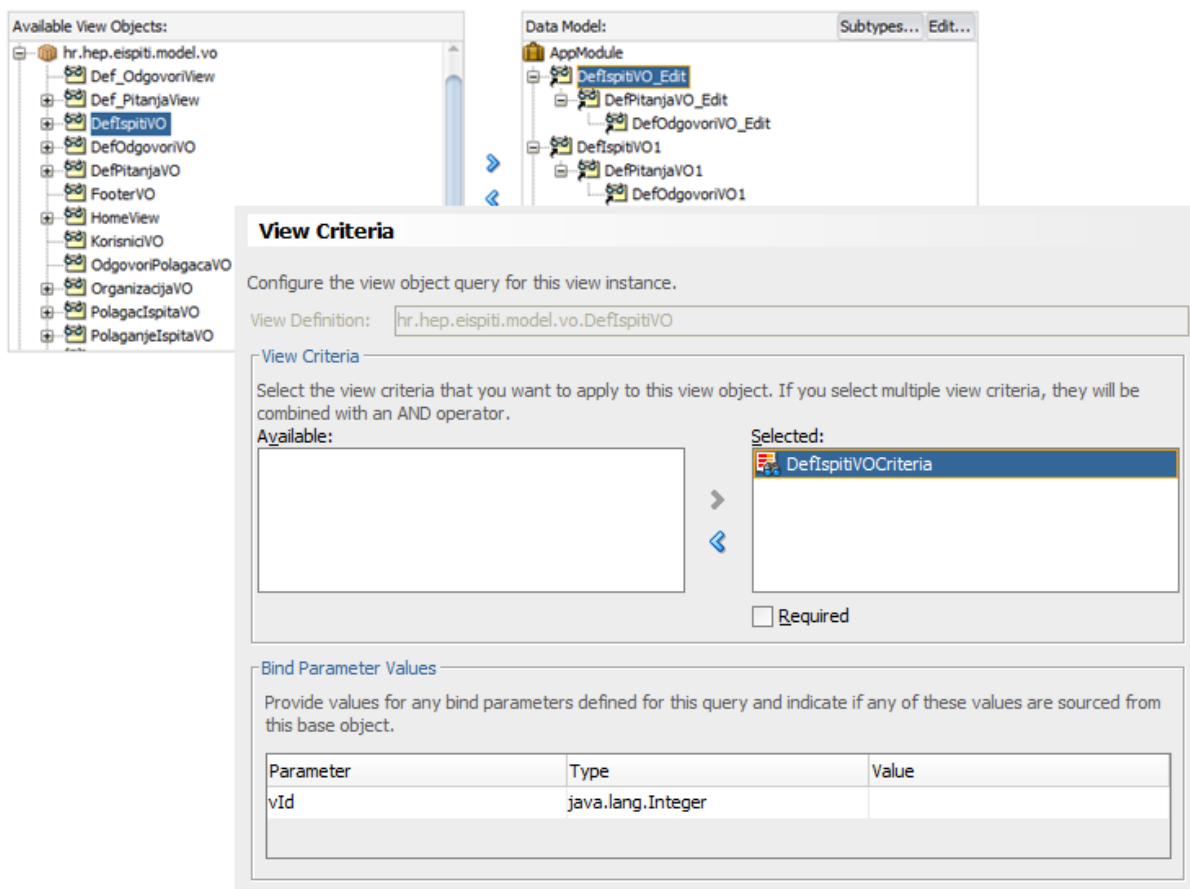 Available View Objects:
hr.hep.eispiti.model.vo
Def_OdgovoriView
Def_PitanjaView
DefIspitiVO
DefOdgovoriVO
DefPitanjaVO
FooterVO
HomeView
KorisniciVO
OdgovoriPolagacaVO
OrganizacijaVO
PolagacIspitaVO
PolaganjeIspitaVO
Data Model:
Subtypes... Edit...
AppModule
DefIspitiVO_Edit
DefPitanjaVO_Edit
DefOdgovoriVO_Edit
DefIspitiVO1
DefPitanjaVO1
DefOdgovoriVO1
View Criteria
Configure the view object query for this view instance.
View Definition: hr.hep.eispiti.model.vo.DefIspitiVO
View Criteria
Select the view criteria that you want to apply to this view object. If you select multiple view criteria, they will be
combined with an AND operator.
Available:
Selected:
DefIspitiVOCriteria
Required
Bind Parameter Values
Provide values for any bind parameters defined for this query and indicate if any of these values are sourced from
this base object.
Parameter Type Value
vId java.lang.Integer